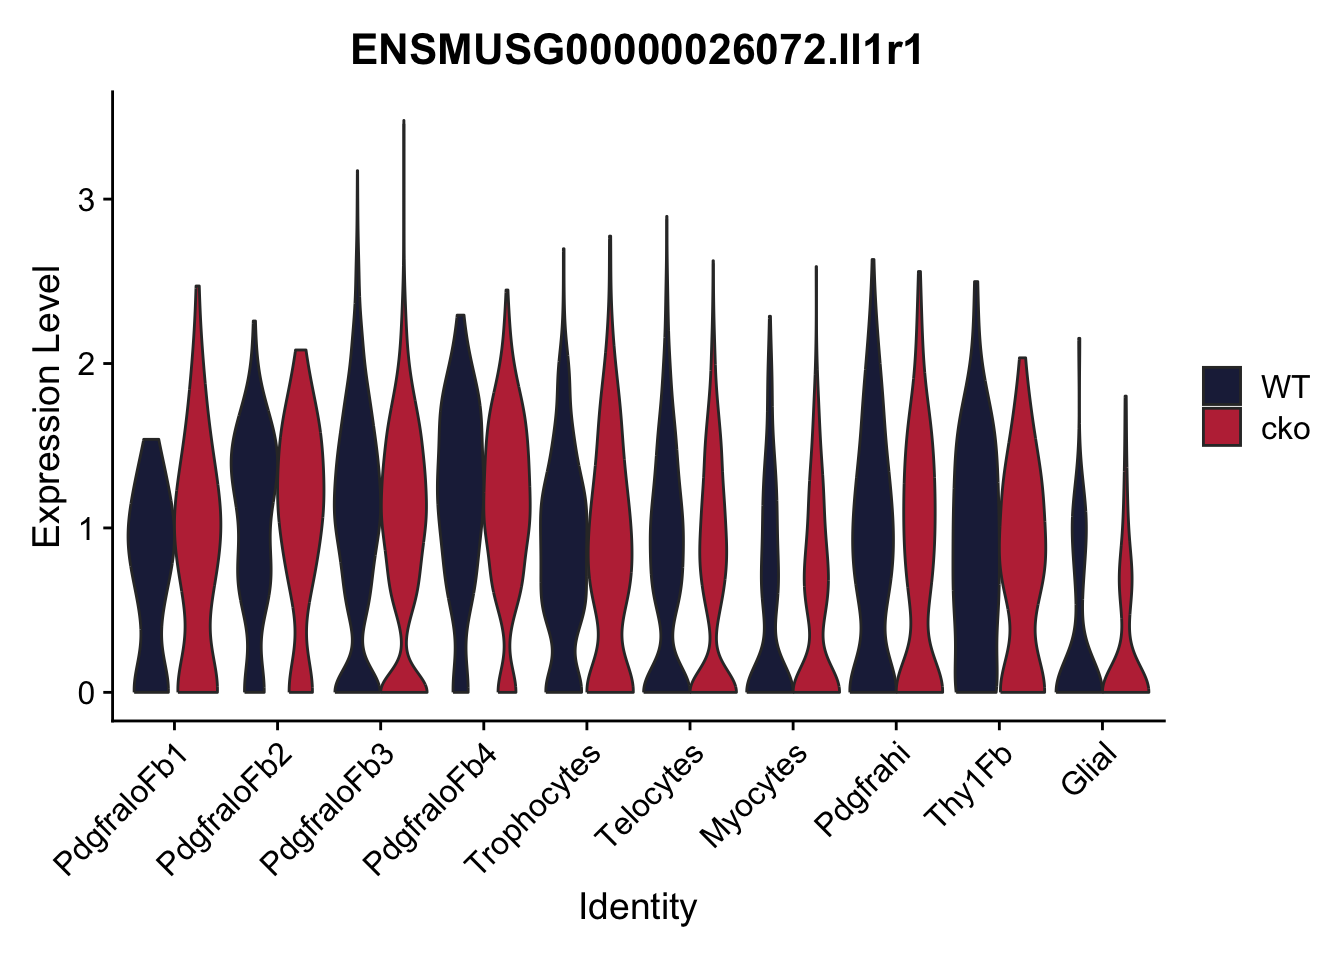 ENSMUSG00000026072.Il1r1
Expression Level
3
2
1
0
PdgfraloFb1
PdgfraloFb2
PdgfraloFb3
PdgfraloFb4
Trophocytes
Telocytes
Myocytes
Pdgfrahi
Thy1Fb
Glial
Identity
WT
cko